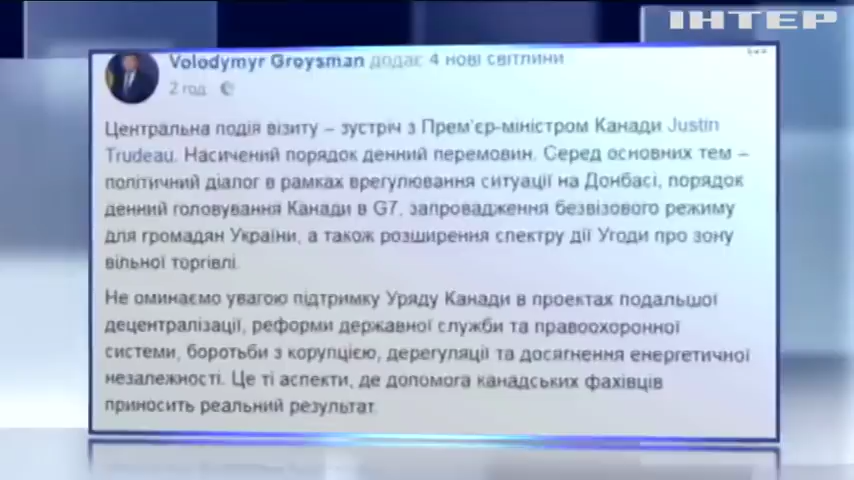 ІНТЕР
Volodymyr Groysman додає 4 нові світлини
2 год
Центральна подія візиту – зустріч з Прем'єр-міністром Канади Justin
Trudeau. Насичений порядок денний перемовин. Серед основних тем –
політичний діалог в рамках врегулювання ситуації на Донбасі, порядок
денний головування Канади в G7, запровадження безвізового режиму
для громадян України, а також розширення спектру дії Угоди про зону
вільної торгівлі.
Не оминаємо увагою підтримку Уряду Канади в проектах подальшої
децентралізації, реформи державної служби та правоохоронної
системи, боротьби з корупцією, дерегуляції та досягнення енергетичної
незалежності. Це ті аспекти, де допомога канадських фахівців
приносить реальний результат.